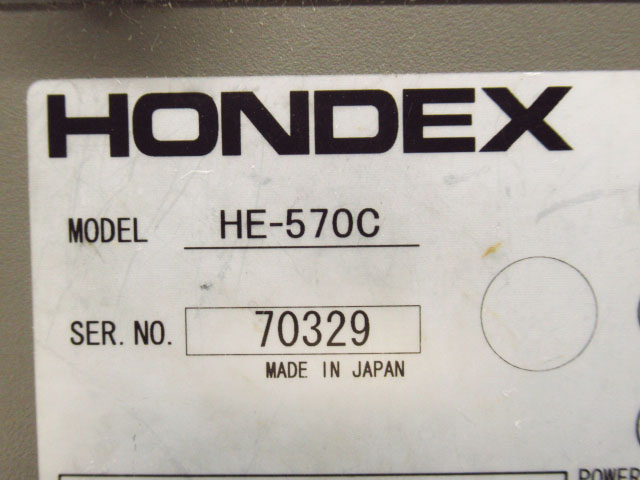 HONDEX
MODEL HE-570C
SER. NO. 70329
MADE IN JAPAN
POWER